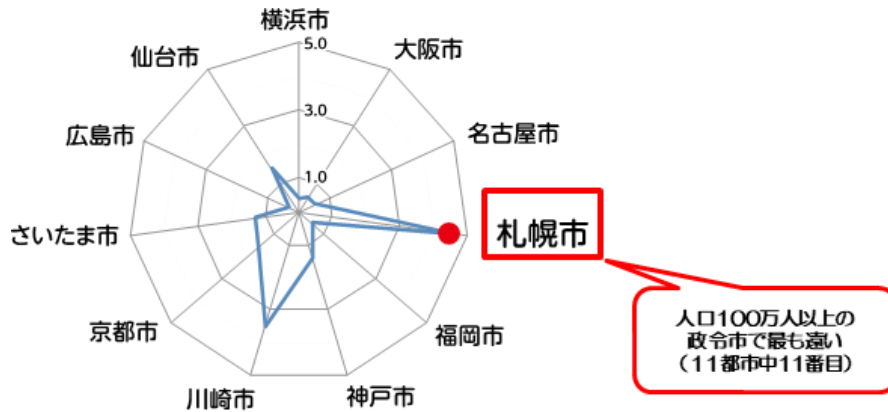 横浜市
5.0
大阪市
仙台市
3.0
名古屋市
広島市
1.0
札幌市
さいたま市
人口100万人以上の
政令市で最も遠い
(11都市中11番目)
京都市
福岡市
川崎市
神戸市